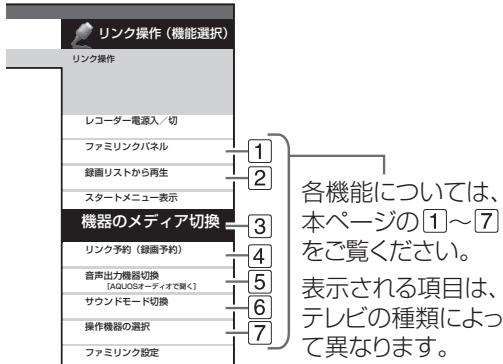 リンク操作（機能選択）
リンク操作
レコーダー電源入／切
ファミリンクパネル
1
録画リストから再生
2
スタートメニュー表示
機器のメディア切換
3
リンク予約（録画予約）
4
音声出力機器切換
［AQUOSオーディオで聞く］
5
サウンドモード切換
6
操作機器の選択
7
ファミリンク設定
各機能については、
本ページの1～7
をご覧ください。
表示される項目は、
テレビの種類によっ
て異なります。